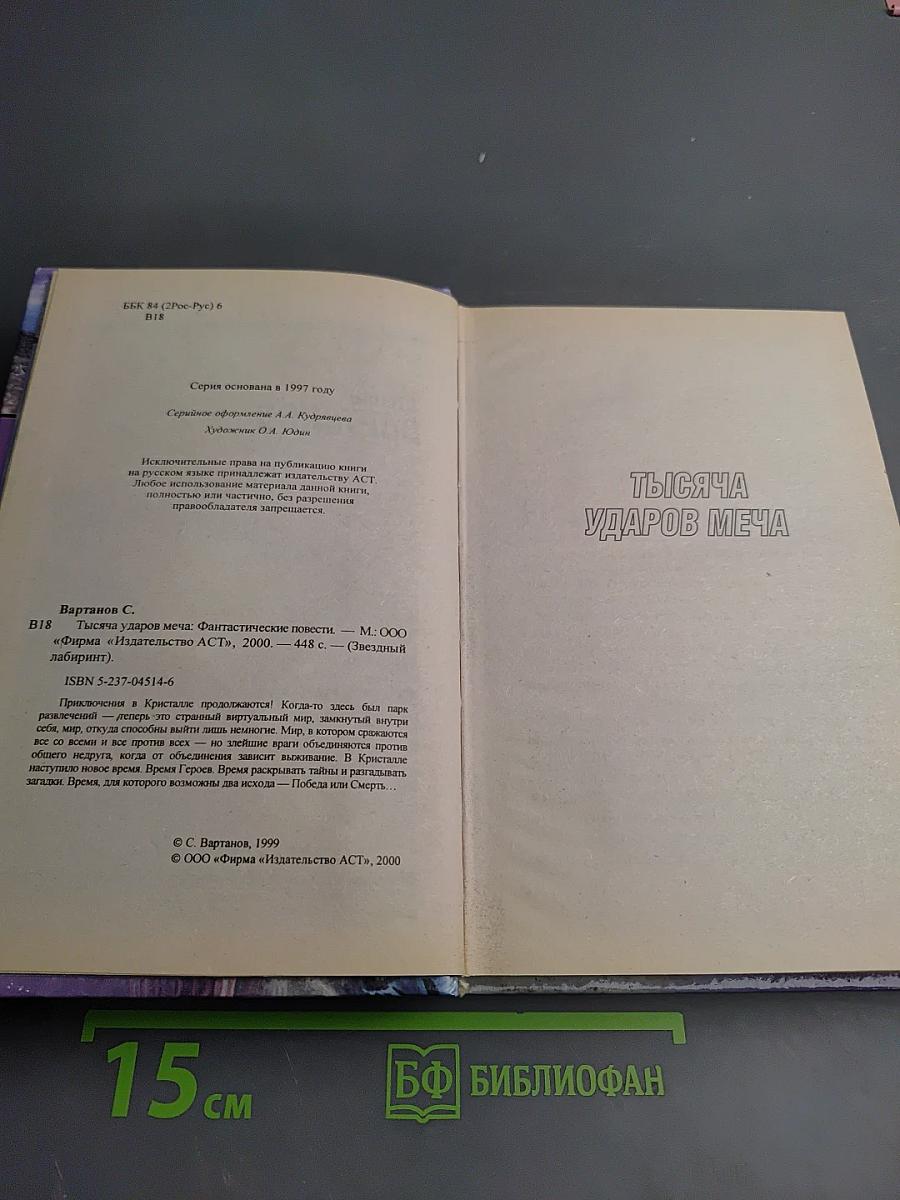 ББК 84 (2Рос-Рус) 6
В18
Серия основана в 1997 году
Серийное оформление А.А. Кудрявцева
Художник О.А. Юдин
Исключительные права на публикацию книги
на русском языке принадлежат издательству АСТ.
Любое использование материала данной книги,
полностью или частично, без разрешения
правообладателя запрещается.
Вартанов С.
В18 Тысяча ударов меча: Фантастические повести. — М.: ООО
«Фирма «Издательство АСТ», 2000. — 448 с. — (Звездный
лабиринт).
ISBN 5-237-04514-6
Приключения в Кристалле продолжаются! Когда-то здесь был парк
развлечений — теперь это странный виртуальный мир, замкнутый внутри
себя, мир, откуда способны выйти лишь немногие. Мир, в котором сражаются
все со всеми и все против всех — но злейшие враги объединяются против
общего недруга, когда от объединения зависит выживание. В Кристалле
наступило новое время. Время Героев. Время раскрывать тайны и разгадывать
загадки. Время, для которого возможны два исхода — Победа или Смерть...
© С. Вартанов, 1999
© ООО «Фирма «Издательство АСТ», 2000
ТЫСЯЧА
УДАРОВ МЕЧА
15 см
БФ БИБЛИОФАН